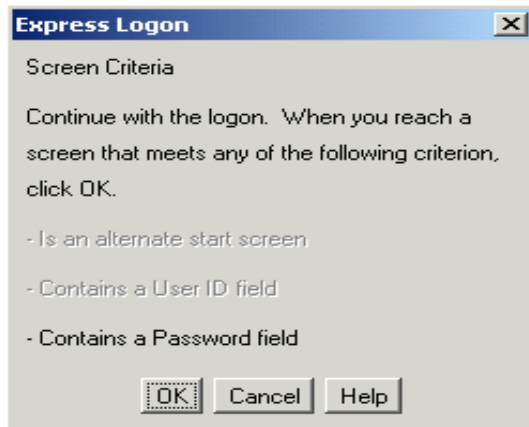 Express Logon
Screen Criteria
Continue with the logon. When you reach a
screen that meets any of the following criterion,
click OK.
- Is an alternate start screen
- Contains a User ID field
- Contains a Password field
OK Cancel Help